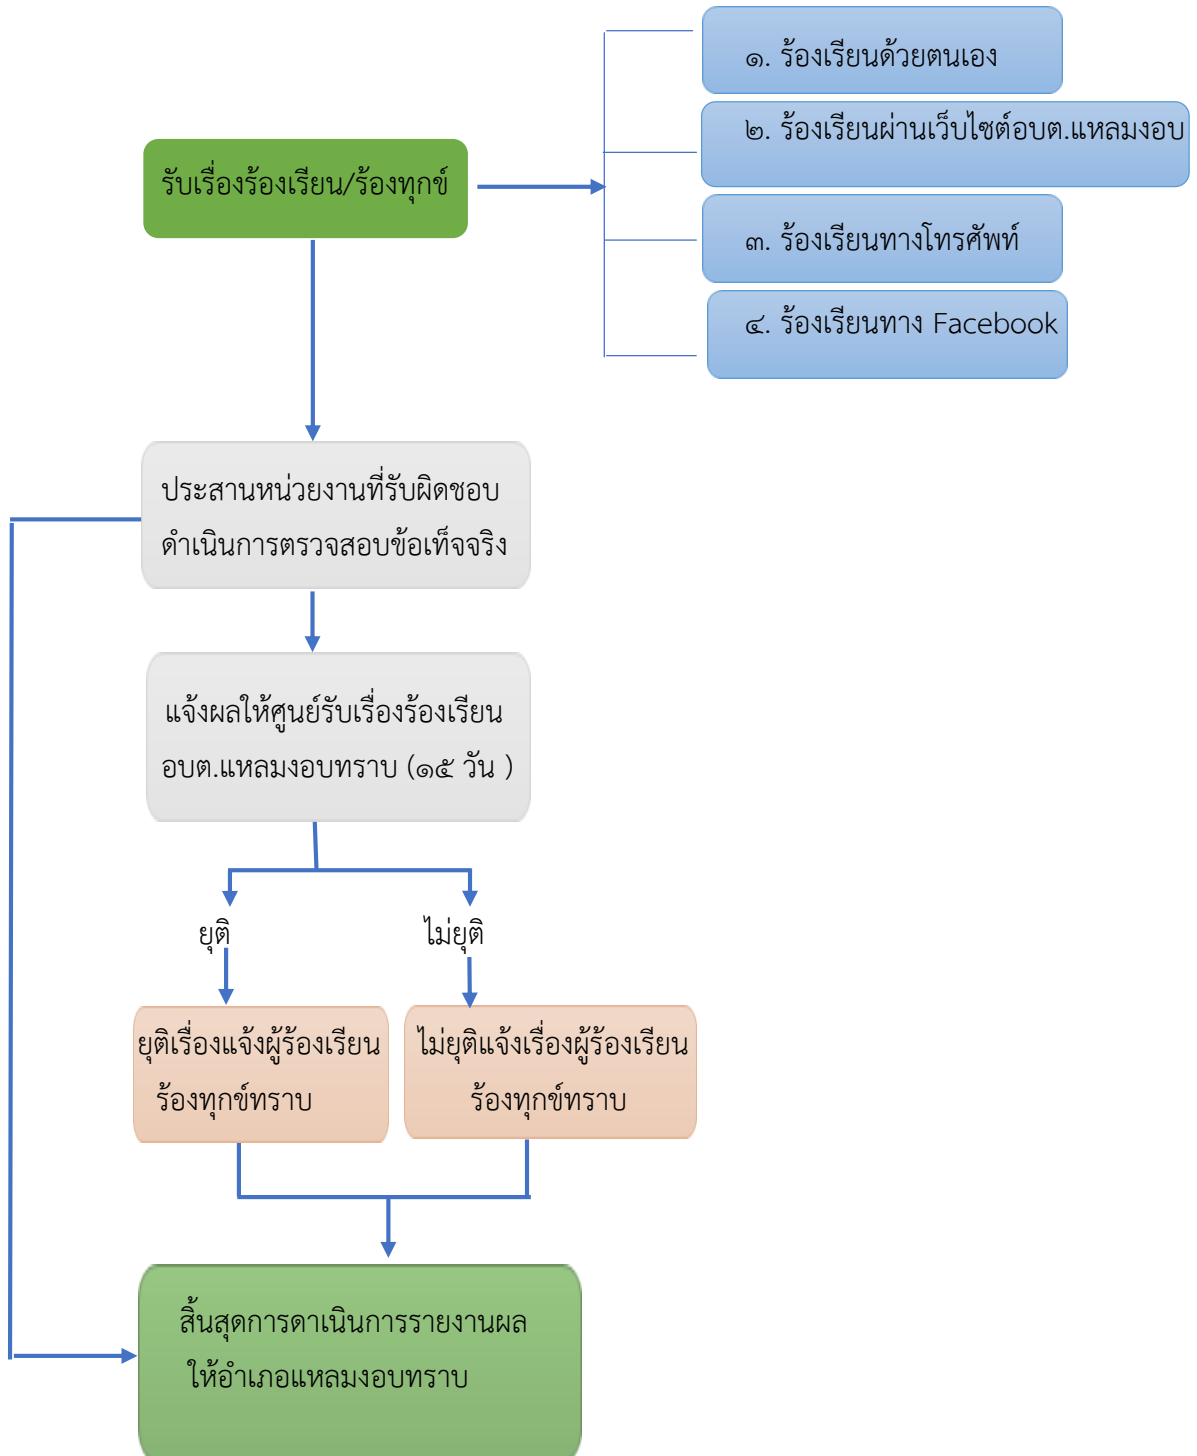 ๑. ร้องเรียนด้วยตนเอง
๒. ร้องเรียนผ่านเว็บไซต์อบต.แหลมงอบ
รับเรื่องร้องเรียน/ร้องทุกข์
๓. ร้องเรียนทางโทรศัพท์
๔. ร้องเรียนทาง Facebook
ประสานหน่วยงานที่รับผิดชอบ
ดำเนินการตรวจสอบข้อเท็จจริง
แจ้งผลให้ศูนย์รับเรื่องร้องเรียน
อบต.แหลมงอบทราบ (๑๕ วัน )
ยุติ
ไม่ยุติ
ยุติเรื่องแจ้งผู้ร้องเรียน
ร้องทุกข์ทราบ
ไม่ยุติแจ้งเรื่องผู้ร้องเรียน
ร้องทุกข์ทราบ
สิ้นสุดการดาเนินการรายงานผล
ให้อำเภอแหลมงอบทราบ